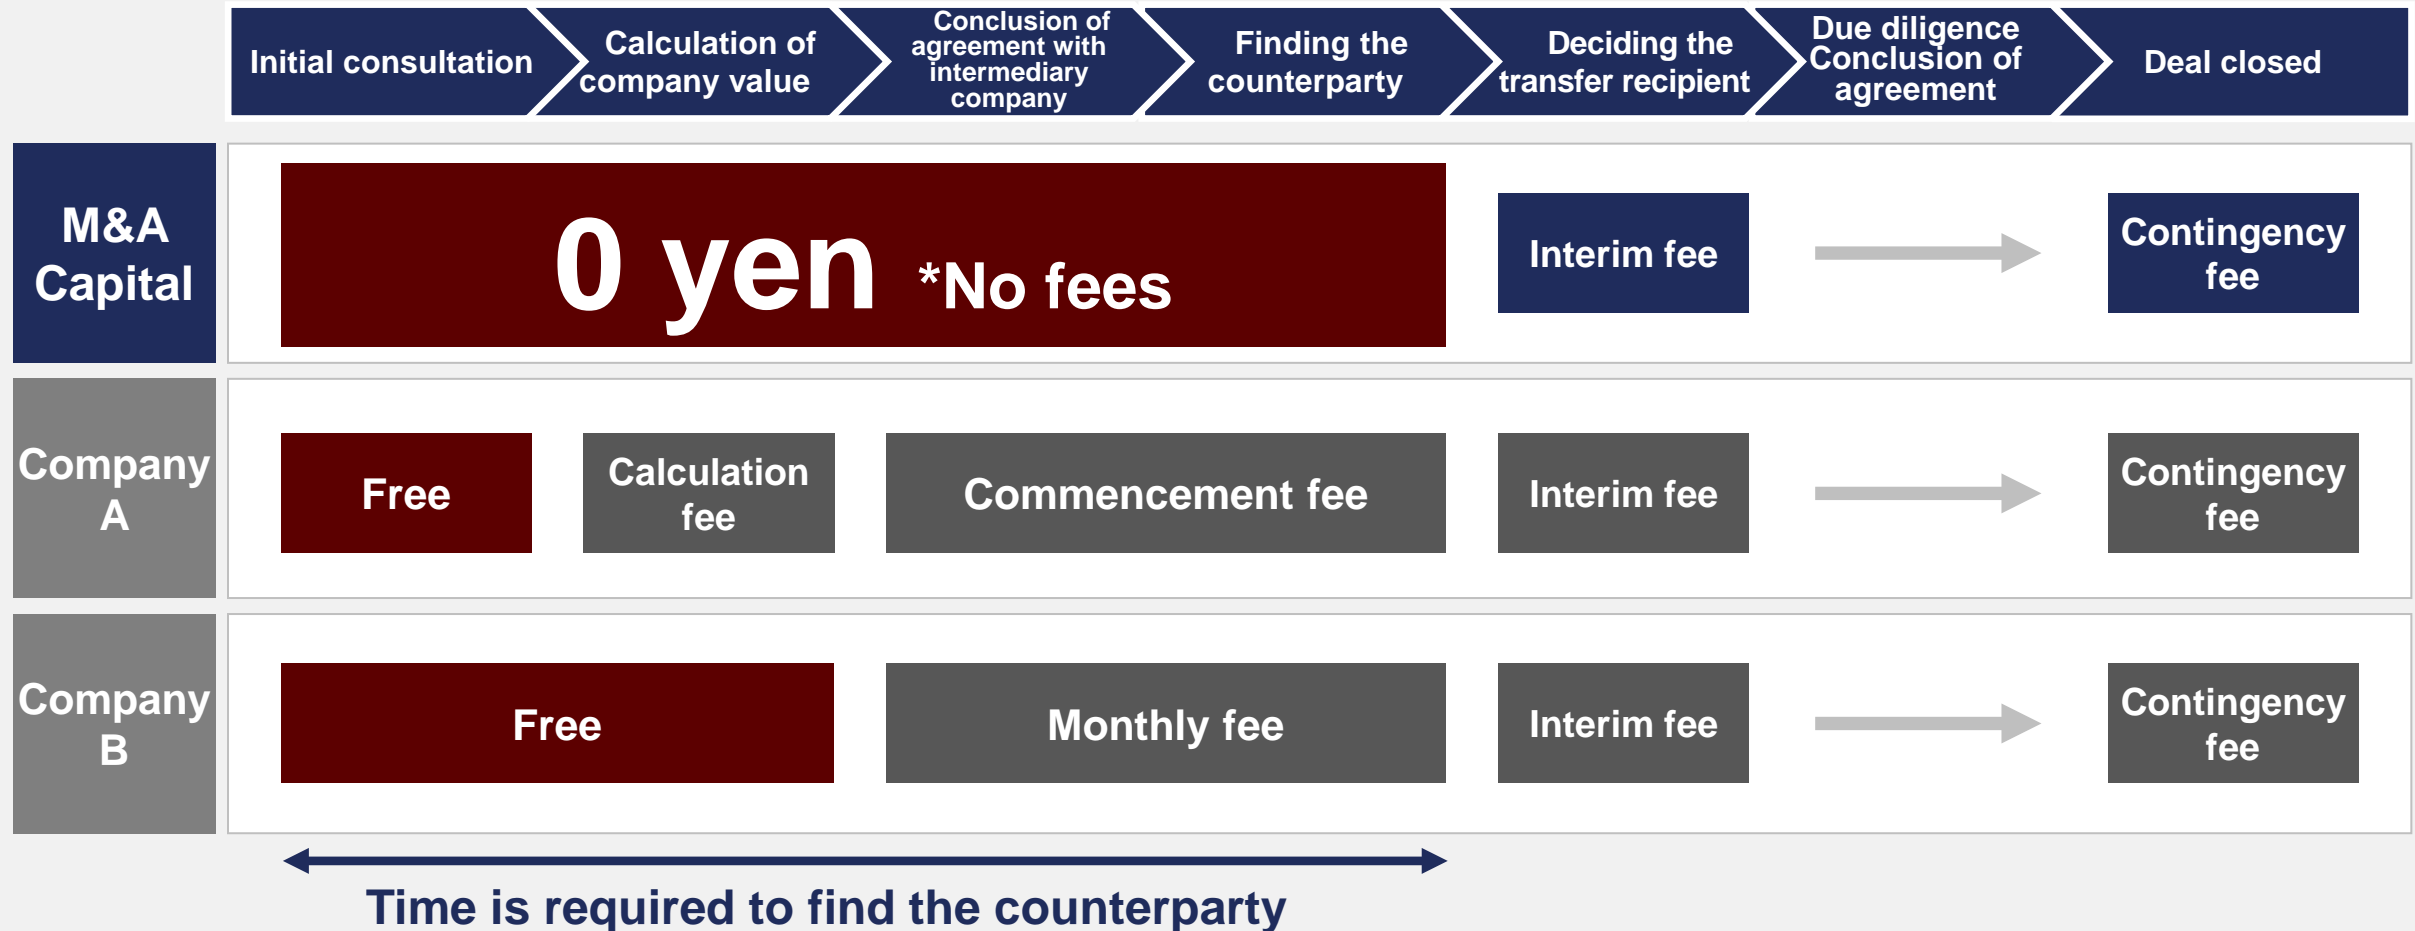 Initial consultation
Calculation of
company value
Conclusion of
agreement with
intermediary
company
Finding the
counterparty
Deciding the
transfer recipient
Due diligence
Conclusion of
agreement
Deal closed
M&A
Capital
0 yen *No fees
Interim fee
Contingency
fee
Company
A
Free
Calculation
fee
Commencement fee
Interim fee
Contingency
fee
Company
B
Free
Monthly fee
Interim fee
Contingency
fee
Time is required to find the counterparty